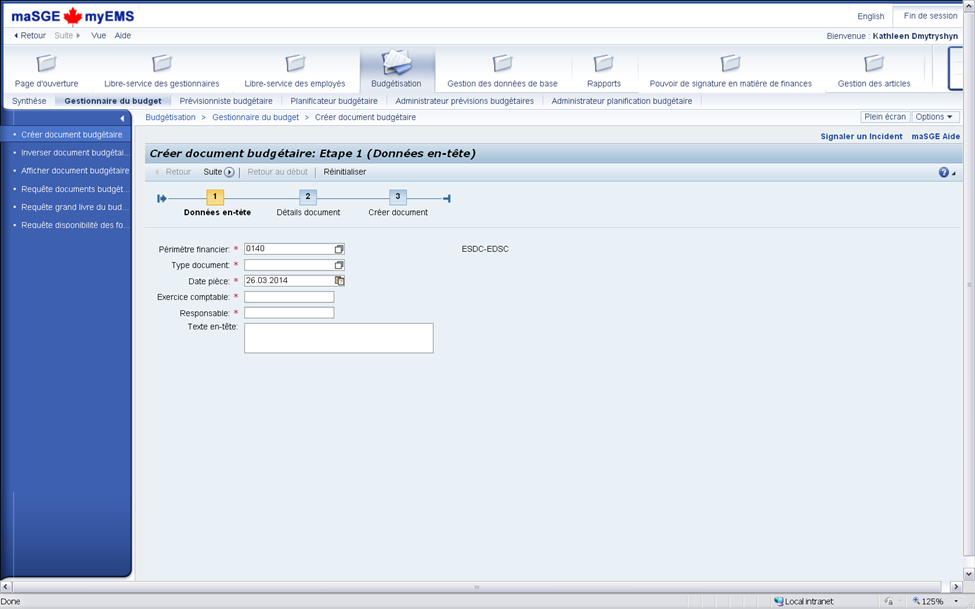 maSGE myEMS
English Fin de session
Retour Suite Vue Aide Bienvenue : Kathleen Dmytryshyn
Page d'ouverture Libre-service des gestionnaires Libre-service des employés Budgétisation Gestion des données de base Rapports Pouvoir de signature en matière de finances Gestion des articles
Synthèse Gestionnaire du budget Prévisionniste budgétaire Planificateur budgétaire Administrateur prévisions budgétaires Administrateur planification budgétaire
Budgétisation > Gestionnaire du budget > Créer document budgétaire Plein écran Options
• Créer document budgétaire
• Inverser document budgétai...
• Afficher document budgétaire
• Requête documents budgét...
• Requête grand livre du bud...
• Requête disponibilité des fo...
Signaler un Incident maSGE Aide
Créer document budgétaire: Etape 1 (Données en-tête)
Retour Suite Retour au début Réinitialiser
1 2 3
Données en-tête Détails document Créer document
Périmètre financier: * 0140 ESDC-EDSC
Type document: *
Date pièce: * 26.03.2014
Exercice comptable: *
Responsable: *
Texte en-tête:
Done Local intranet 125%